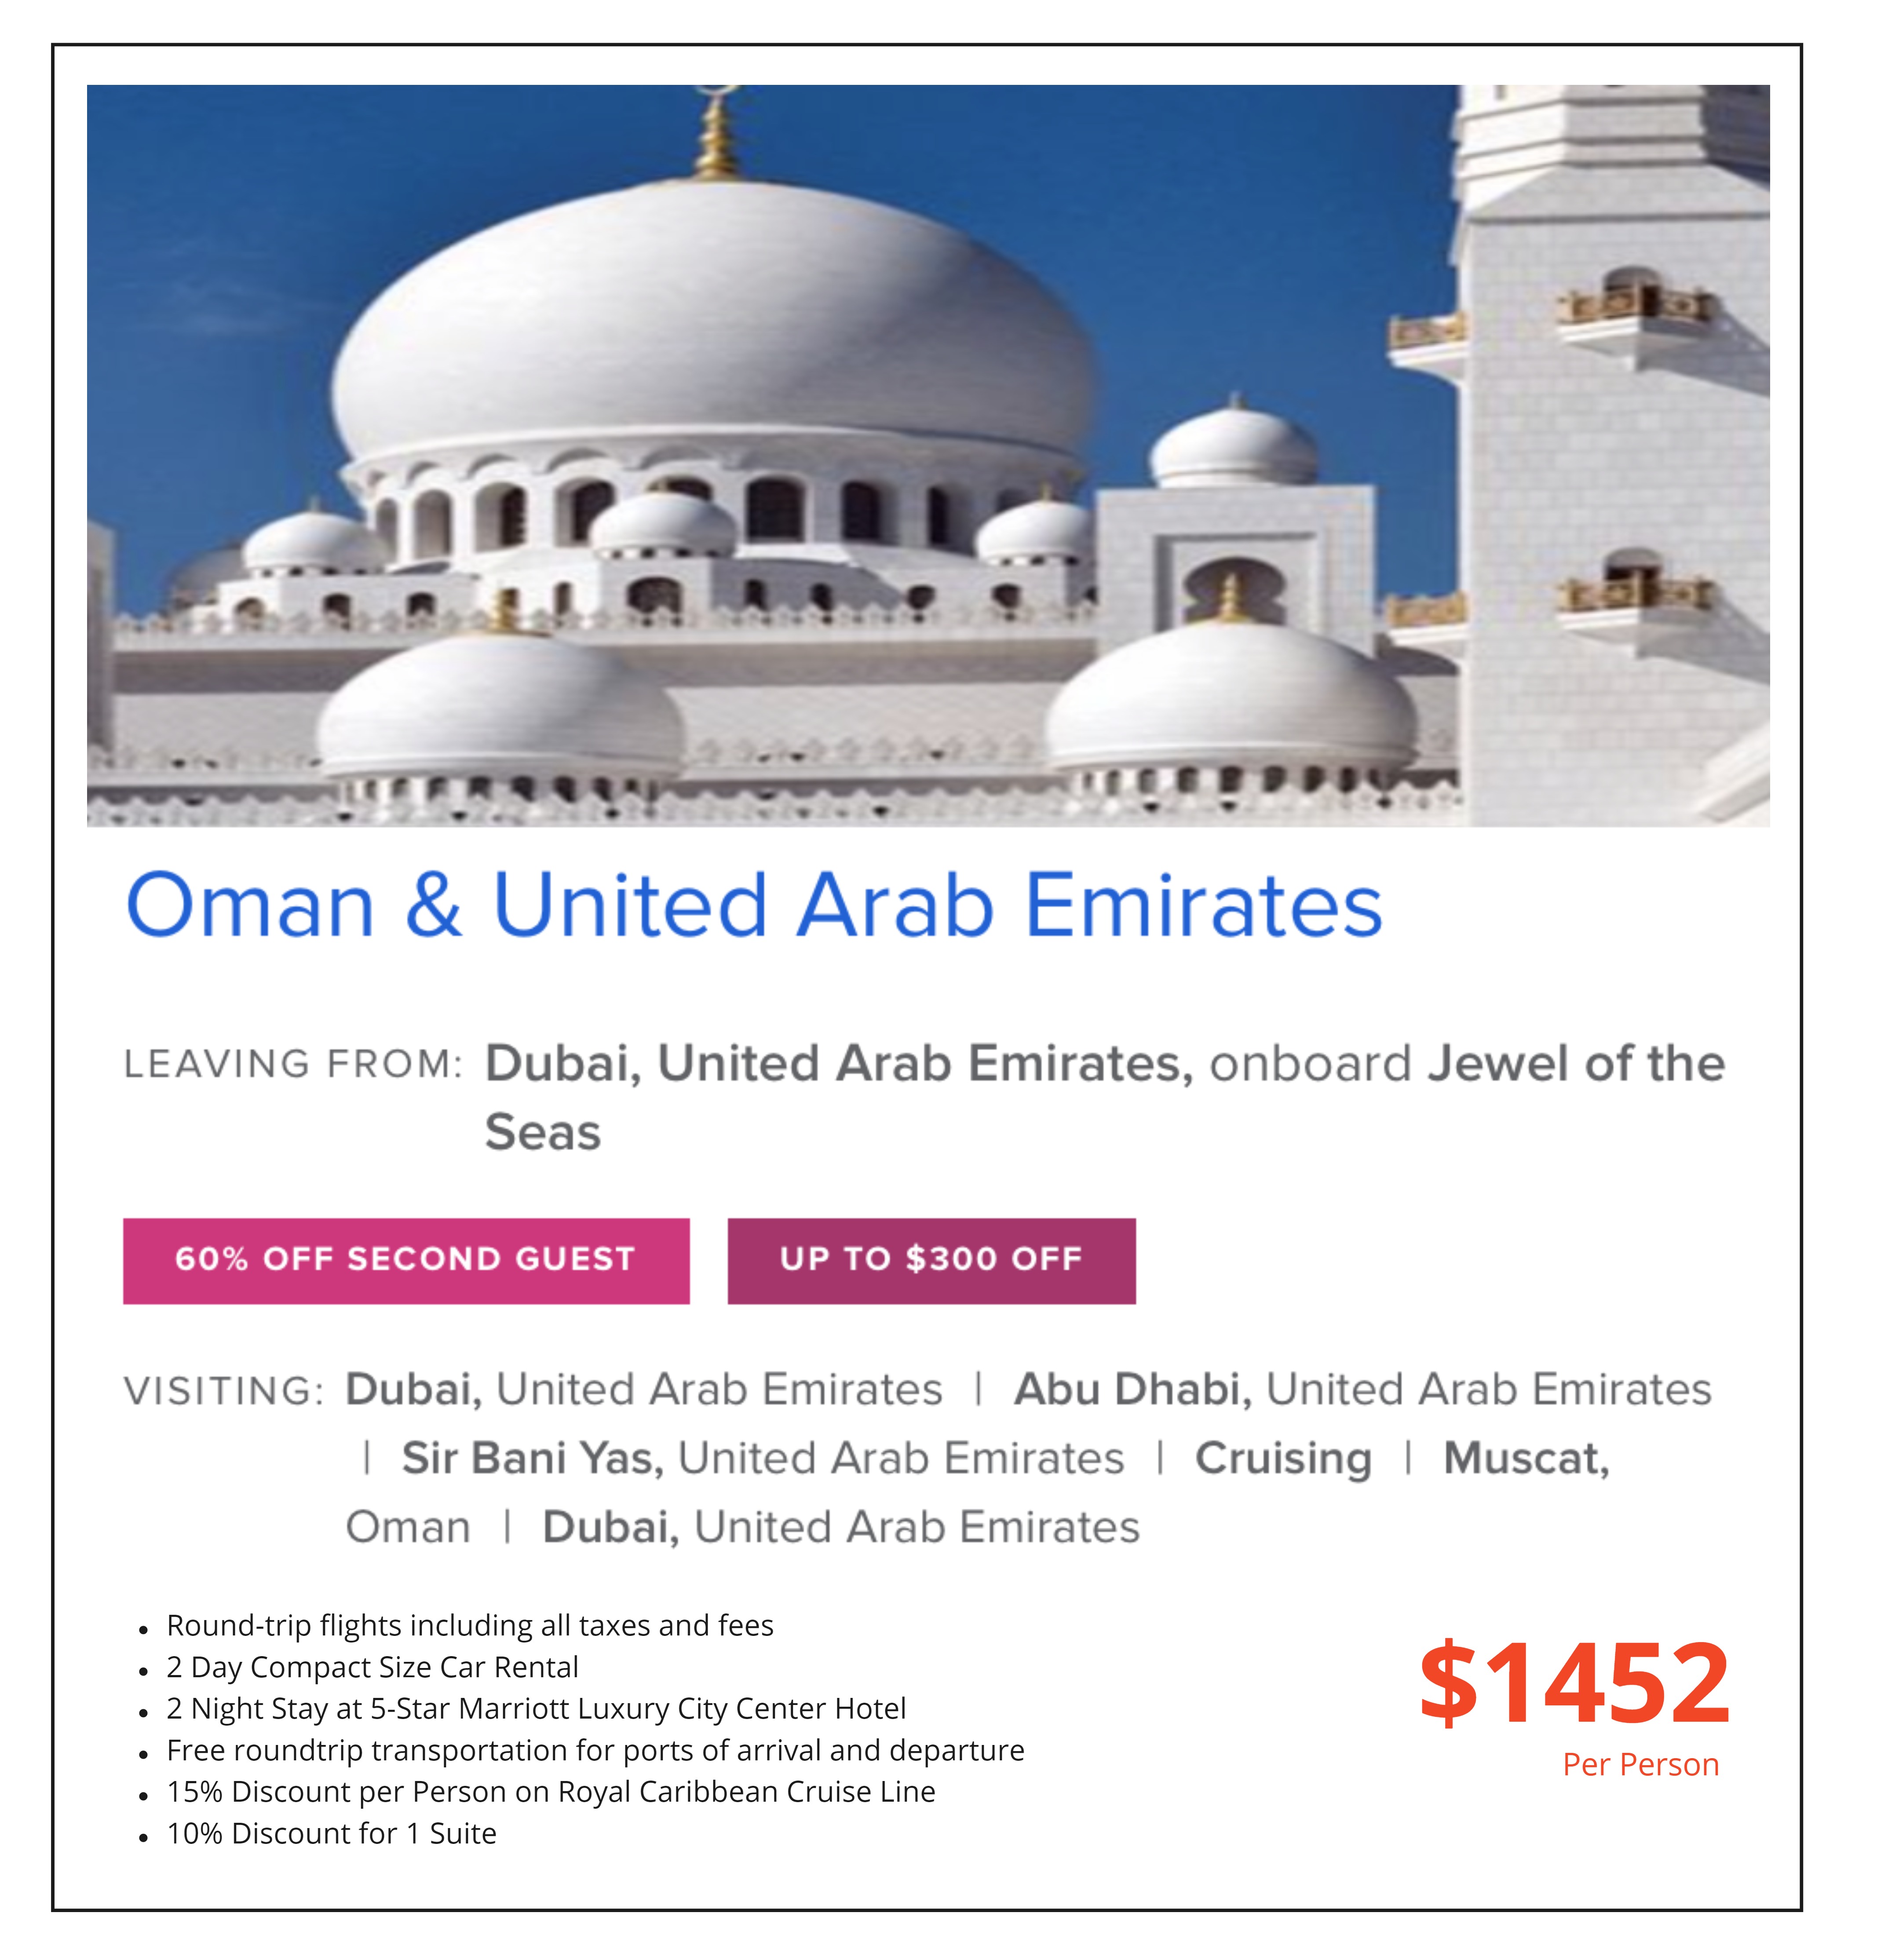 Oman & United Arab Emirates
LEAVING FROM: Dubai, United Arab Emirates, onboard Jewel of the
Seas
60% OFF SECOND GUEST
UP TO $300 OFF
VISITING: Dubai, United Arab Emirates | Abu Dhabi, United Arab Emirates
| Sir Bani Yas, United Arab Emirates | Cruising | Muscat,
Oman | Dubai, United Arab Emirates
• Round-trip flights including all taxes and fees
• 2 Day Compact Size Car Rental
• 2 Night Stay at 5-Star Marriott Luxury City Center Hotel
• Free roundtrip transportation for ports of arrival and departure
• 15% Discount per Person on Royal Caribbean Cruise Line
• 10% Discount for 1 Suite
$1452
Per Person